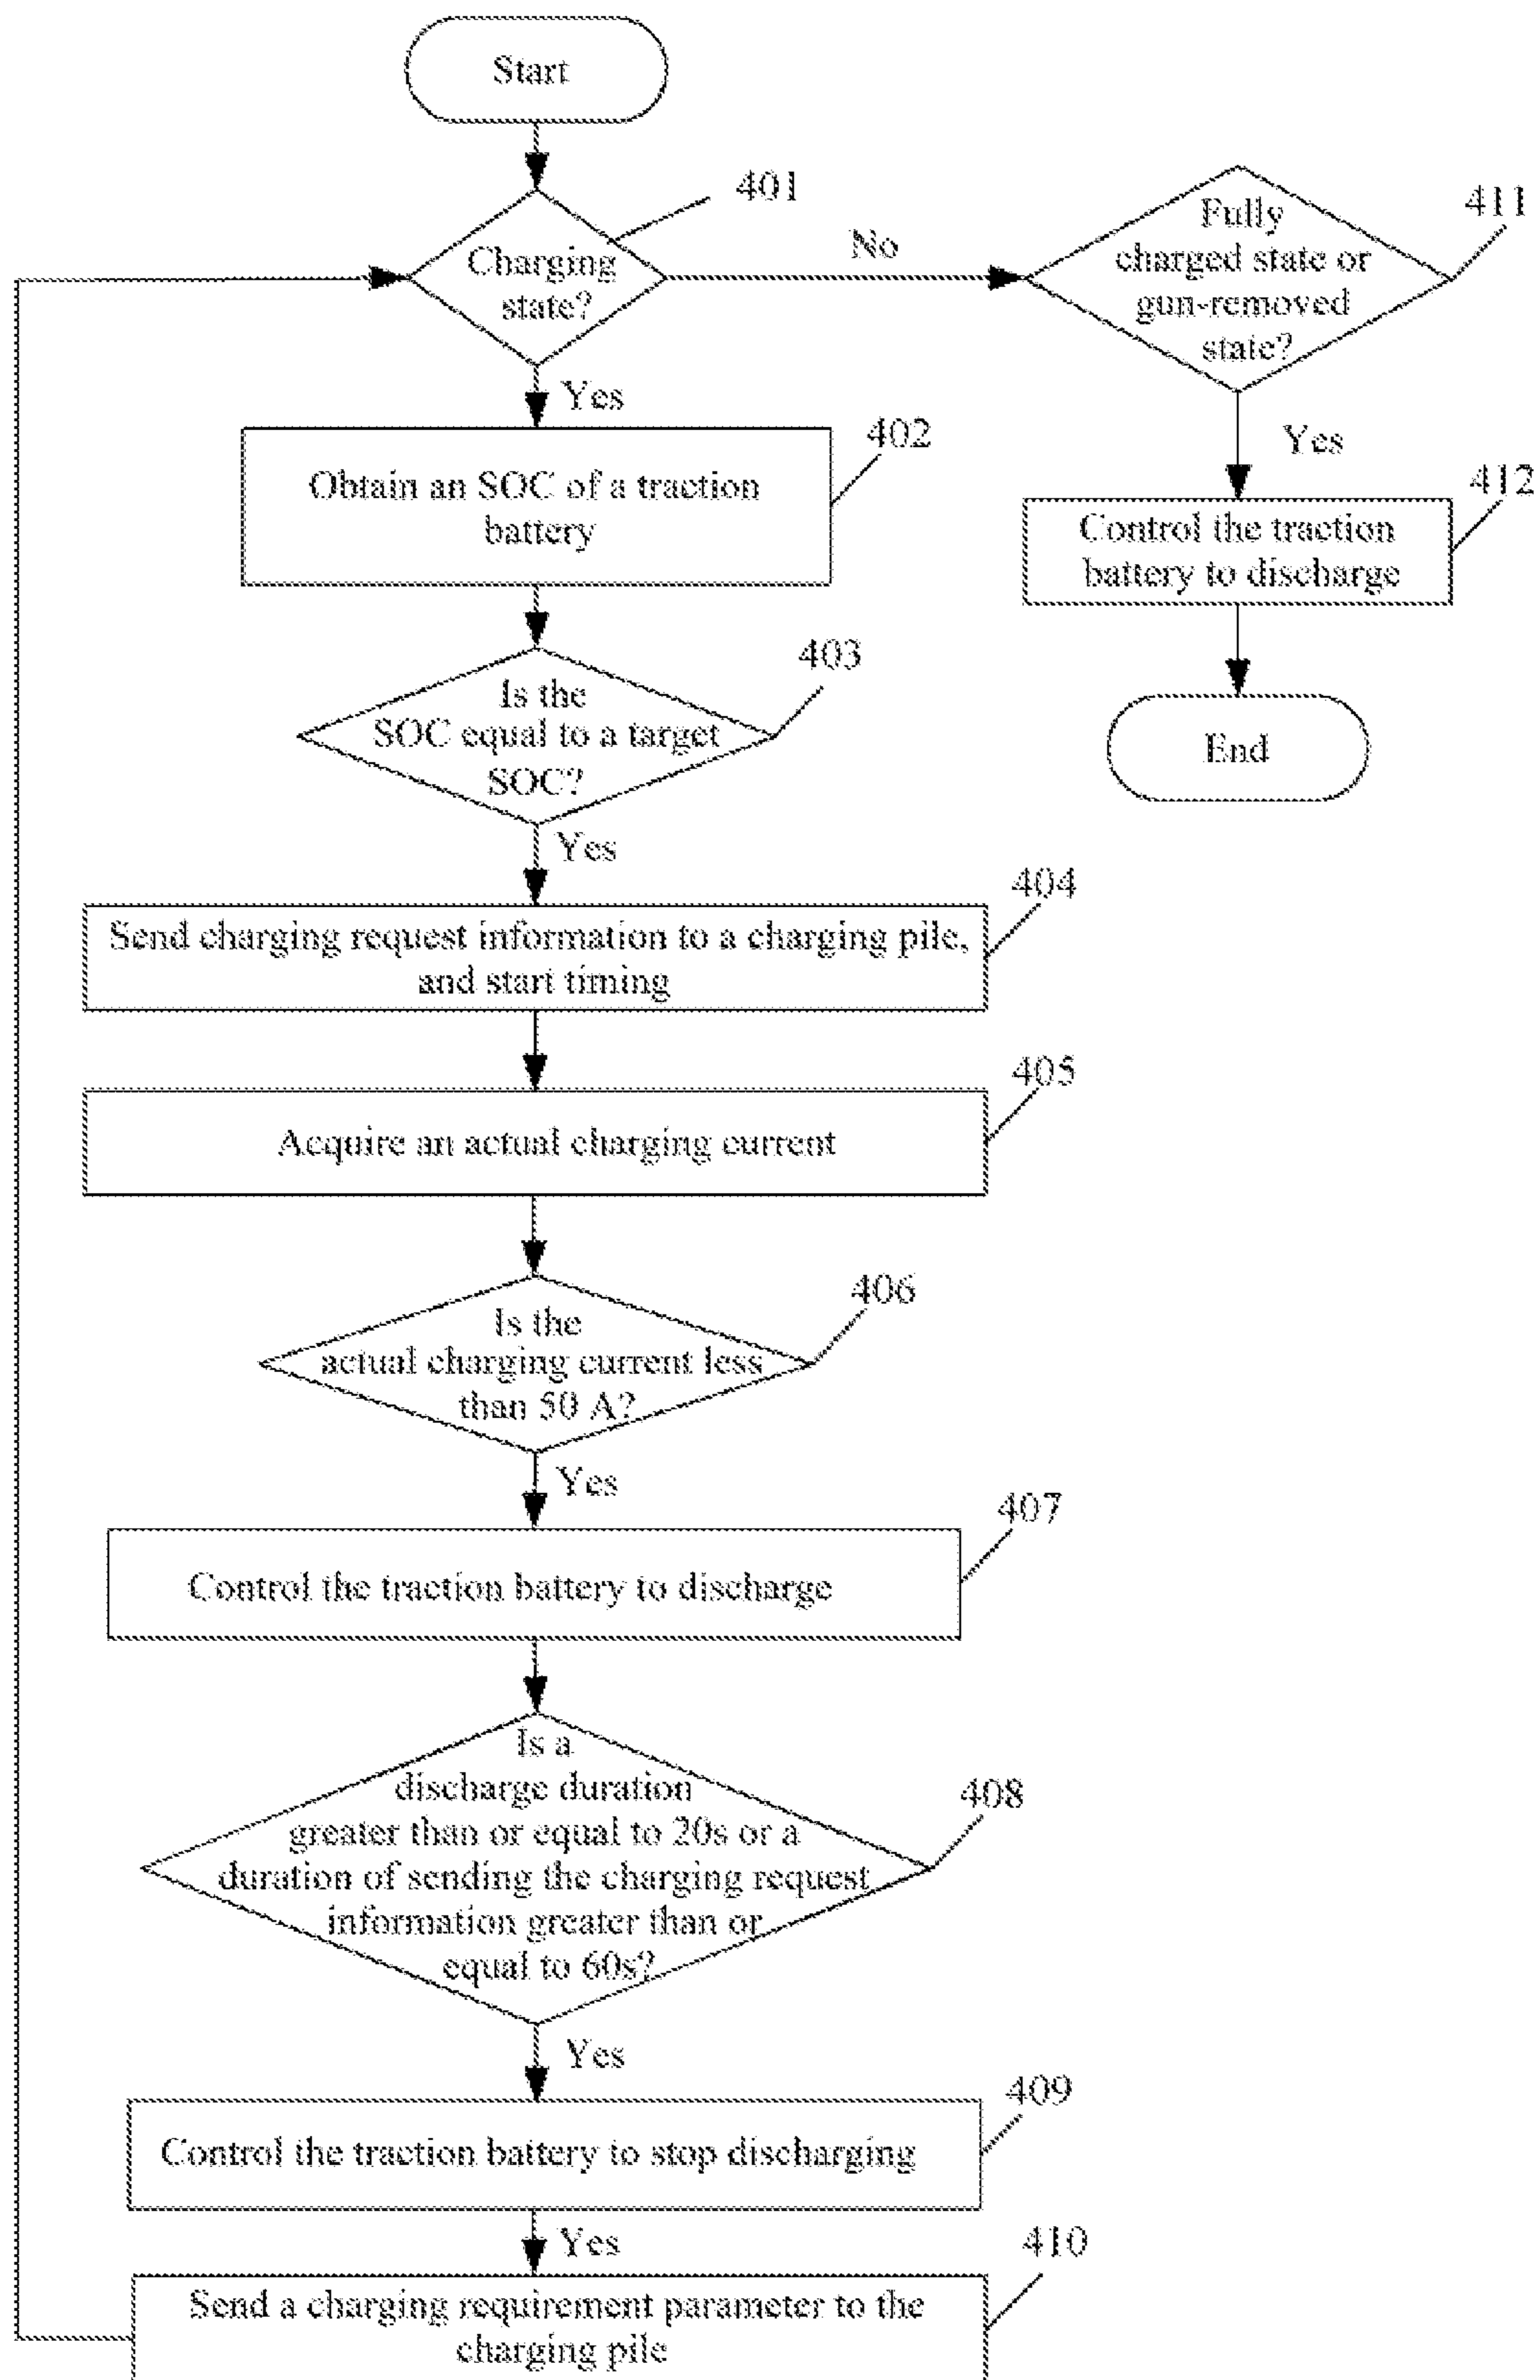 Start
401
Charging
state?
No
Fully
charged state or
gun-removed
state?
411
Yes
402
Obtain an SOC of a traction
battery
Yes
412
Control the traction
battery to discharge
403
Is the
SOC equal to a target
SOC?
End
Yes
404
Send charging request information to a charging pile,
and start timing
405
Acquire an actual charging current
406
Is the
actual charging current less
than 50 A?
Yes
407
Control the traction battery to discharge
Is a
discharge duration
greater than or equal to 20s or a
duration of sending the charging request
information greater than or
equal to 60s?
408
Yes
409
Control the traction battery to stop discharging
Yes
410
Send a charging requirement parameter to the
charging pile